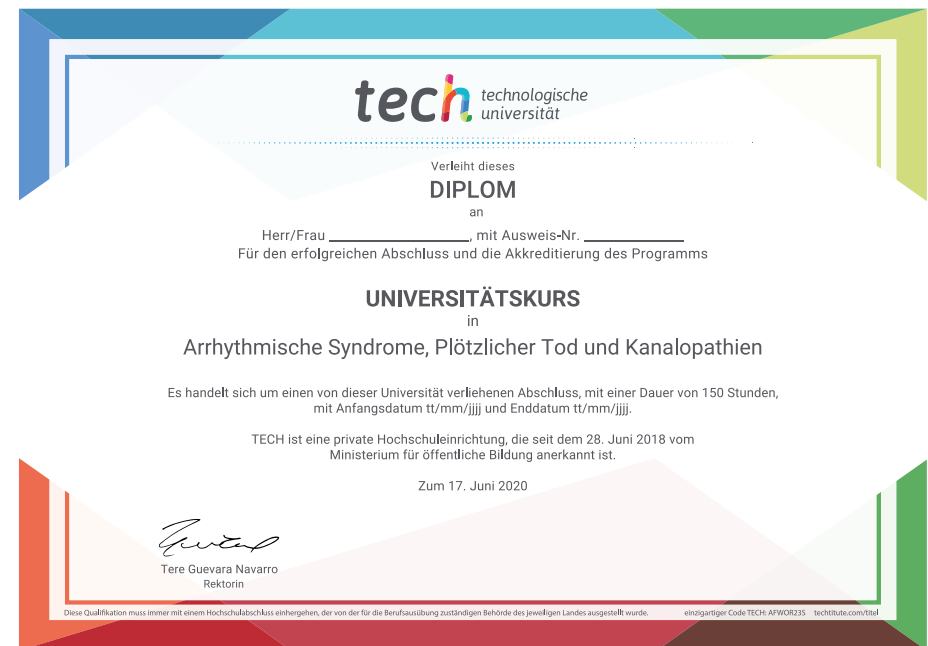 tech technologische
universität
Verleiht dieses
DIPLOM
an
Herr/Frau ______________, mit Ausweis-Nr. __________
Für den erfolgreichen Abschluss und die Akkreditierung des Programms
UNIVERSITÄTSKURS
in
Arrhythmische Syndrome, Plötzlicher Tod und Kanalopathien
Es handelt sich um einen von dieser Universität verliehenen Abschluss, mit einer Dauer von 150 Stunden,
mit Anfangsdatum tt/mm/jjjj und Enddatum tt/mm/jjjj.
TECH ist eine private Hochschuleinrichtung, die seit dem 28. Juni 2018 vom
Ministerium für öffentliche Bildung anerkannt ist.
Zum 17. Juni 2020
Tere Guevara Navarro
Rektorin
Diese Qualifikation muss immer mit einem Hochschulabschluss einhergehen, der von der für die Berufsausübung zuständigen Behörde des jeweiligen Landes ausgestellt wurde. einzigartiger Code TECH: AFWOR23S techtitute.com/titel